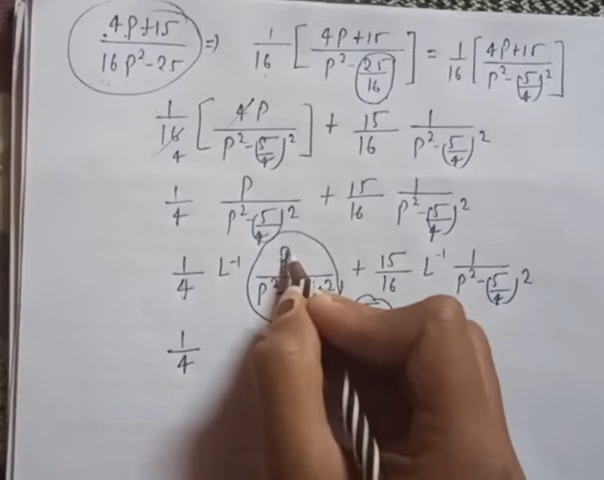 4P+15/16P²-25 ⇒ 1/16 [4P+15/P²-25/16] = 1/16 [4P+15/P²-(5/4)²]
1/16 4 [4P/P²-(5/4)²] + 15/16 1/P²-(5/4)²
1/4 P/P²-(5/4)² + 15/16 1/P²-(5/4)²
1/4 L⁻¹ P/P² 2 + 15/16 L⁻¹ 1/P²-(5/4)²
1/4